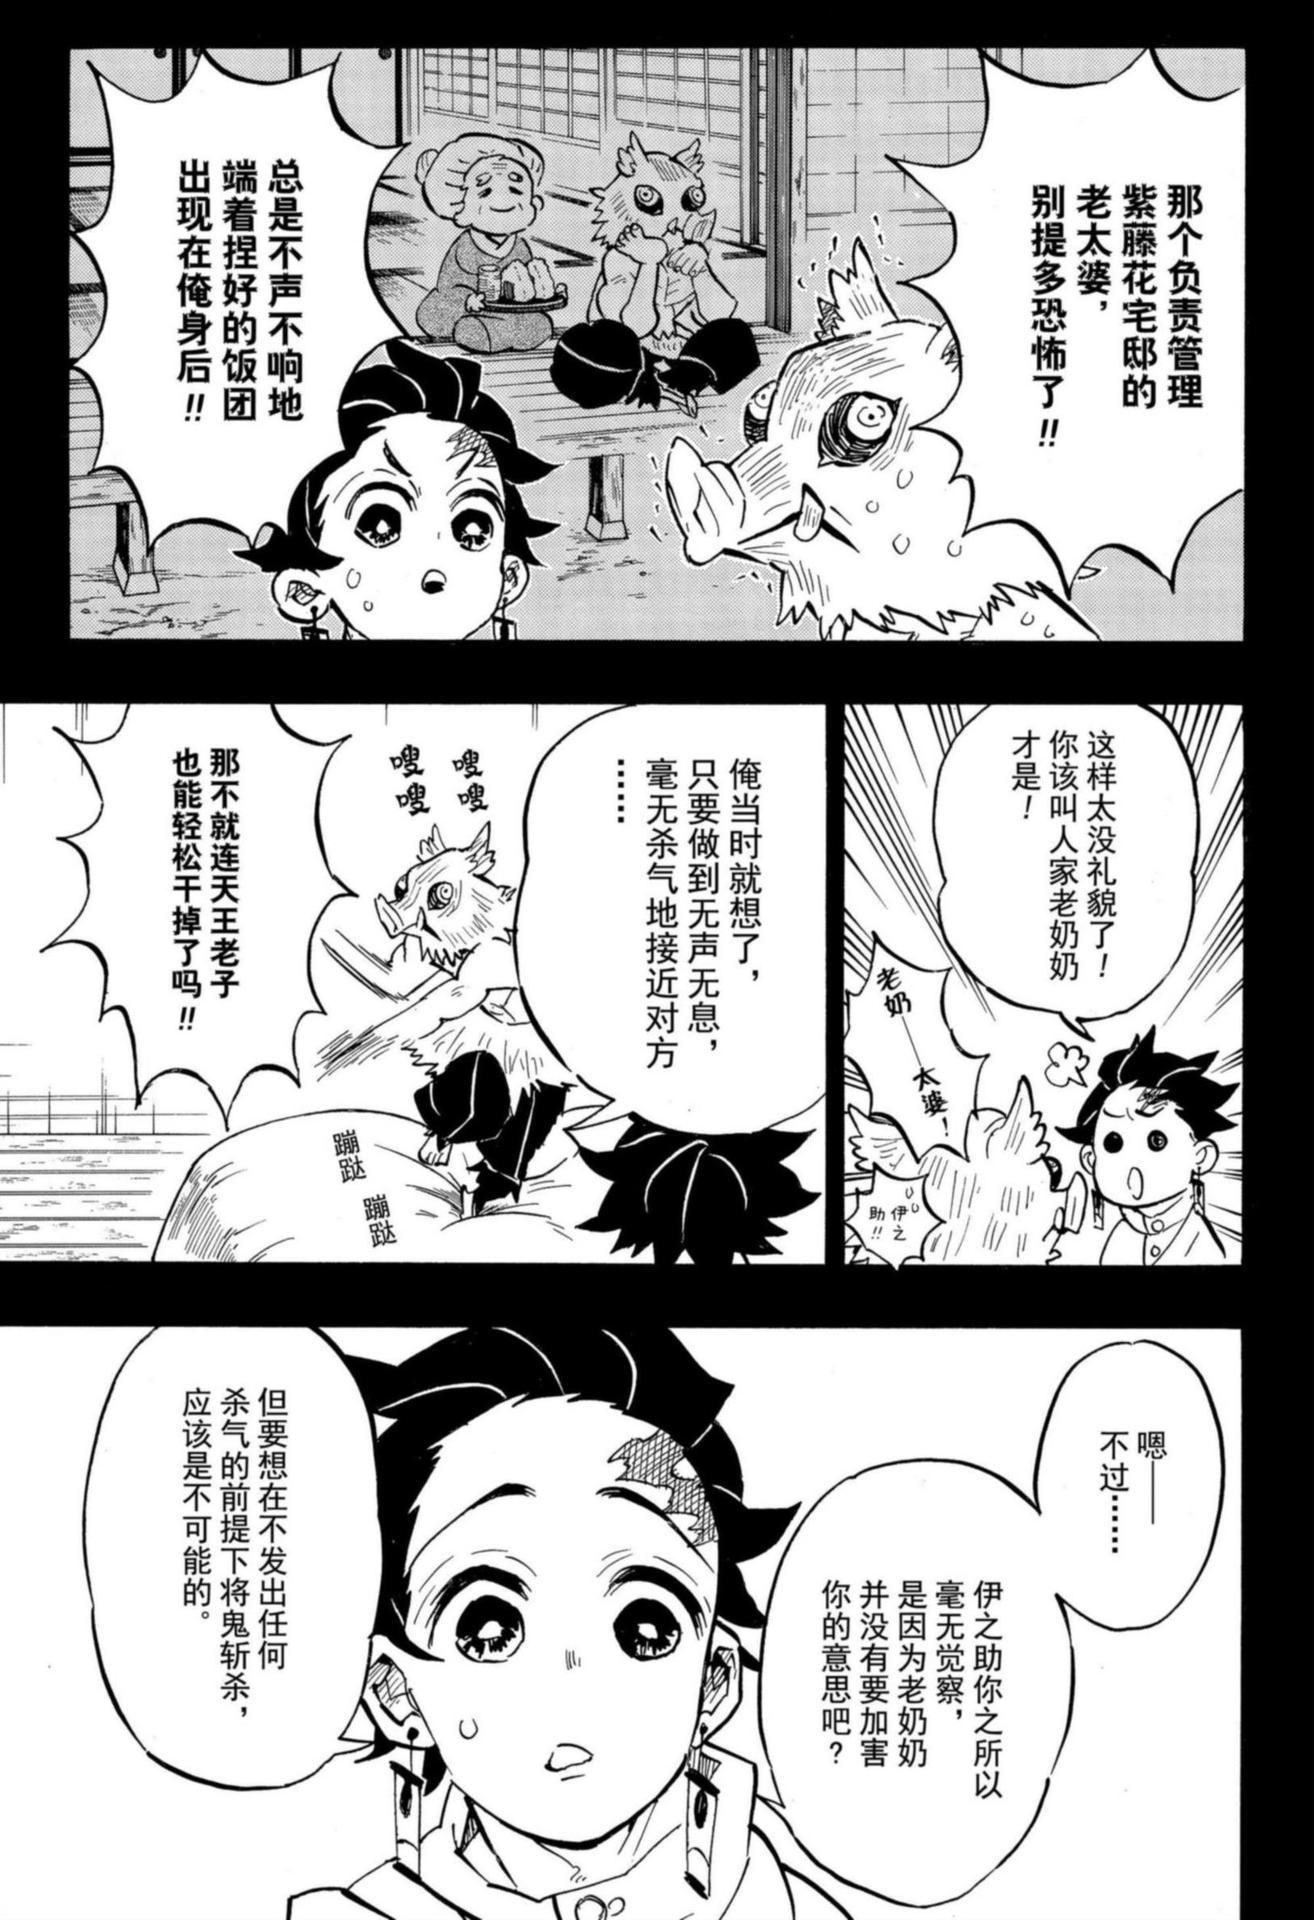 那个负责管理
紫藤花宅邸的
老太婆，
别提多恐怖了!!
总是不声不响地
端着捏好的饭团
出现在俺身后!!
这样太没礼貌了！
你该叫人家老奶奶
才是！
老奶——
太婆！
伊之
助!!
俺当时就想了，
只要做到无声无息，
毫无杀气地接近对方
……
嗖嗖
嗖嗖
蹦跶
蹦跶
那不就连天王老子
也能轻松干掉了吗!!
嗯——
不过……
伊之助你之所以
毫无觉察，
是因为老奶奶
并没有要加害
你的意思吧？
但要想在不发出任何
杀气的前提下将鬼斩杀，
应该是不可能的。